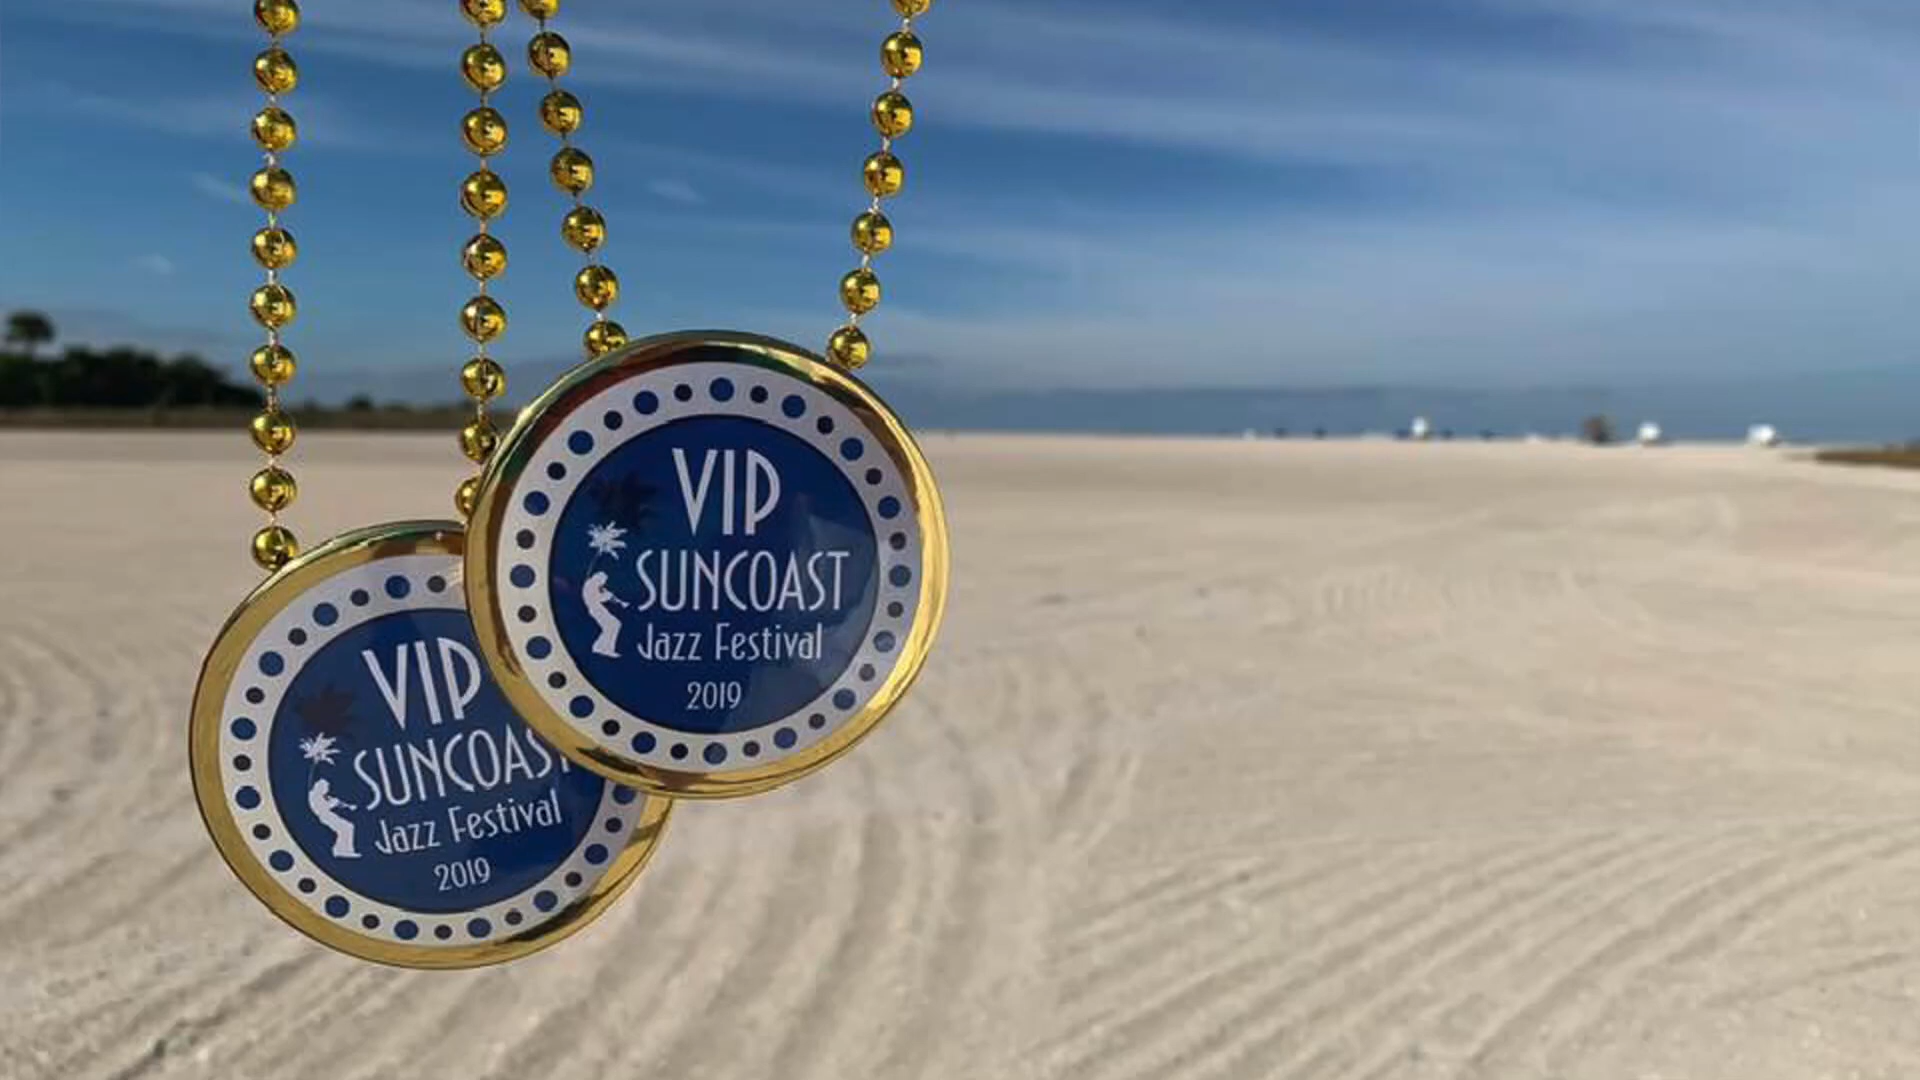 VIP
SUNCOAST
Jazz Festival
2019
VIP
SUNCOAST
Jazz Festival
2019